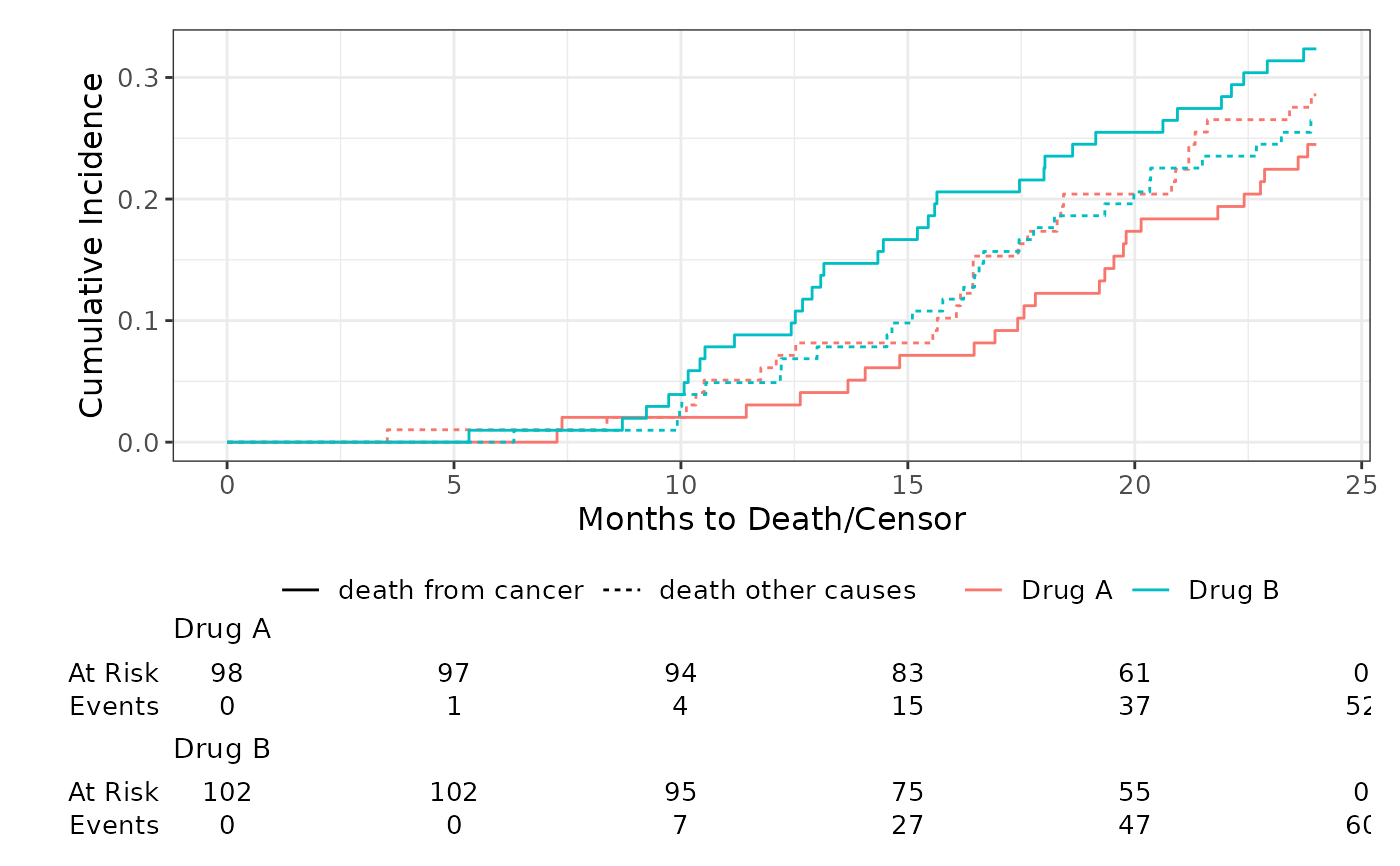 Cumulative Incidence
0.3
0.2
0.1
0.0
0 5 10 15 20 25
Months to Death/Censor
death from cancer death other causes Drug A Drug B
Drug A
At Risk 98 97 94 83 61 0
Events 0 1 4 15 37 52
Drug B
At Risk 102 102 95 75 55 0
Events 0 0 7 27 47 60